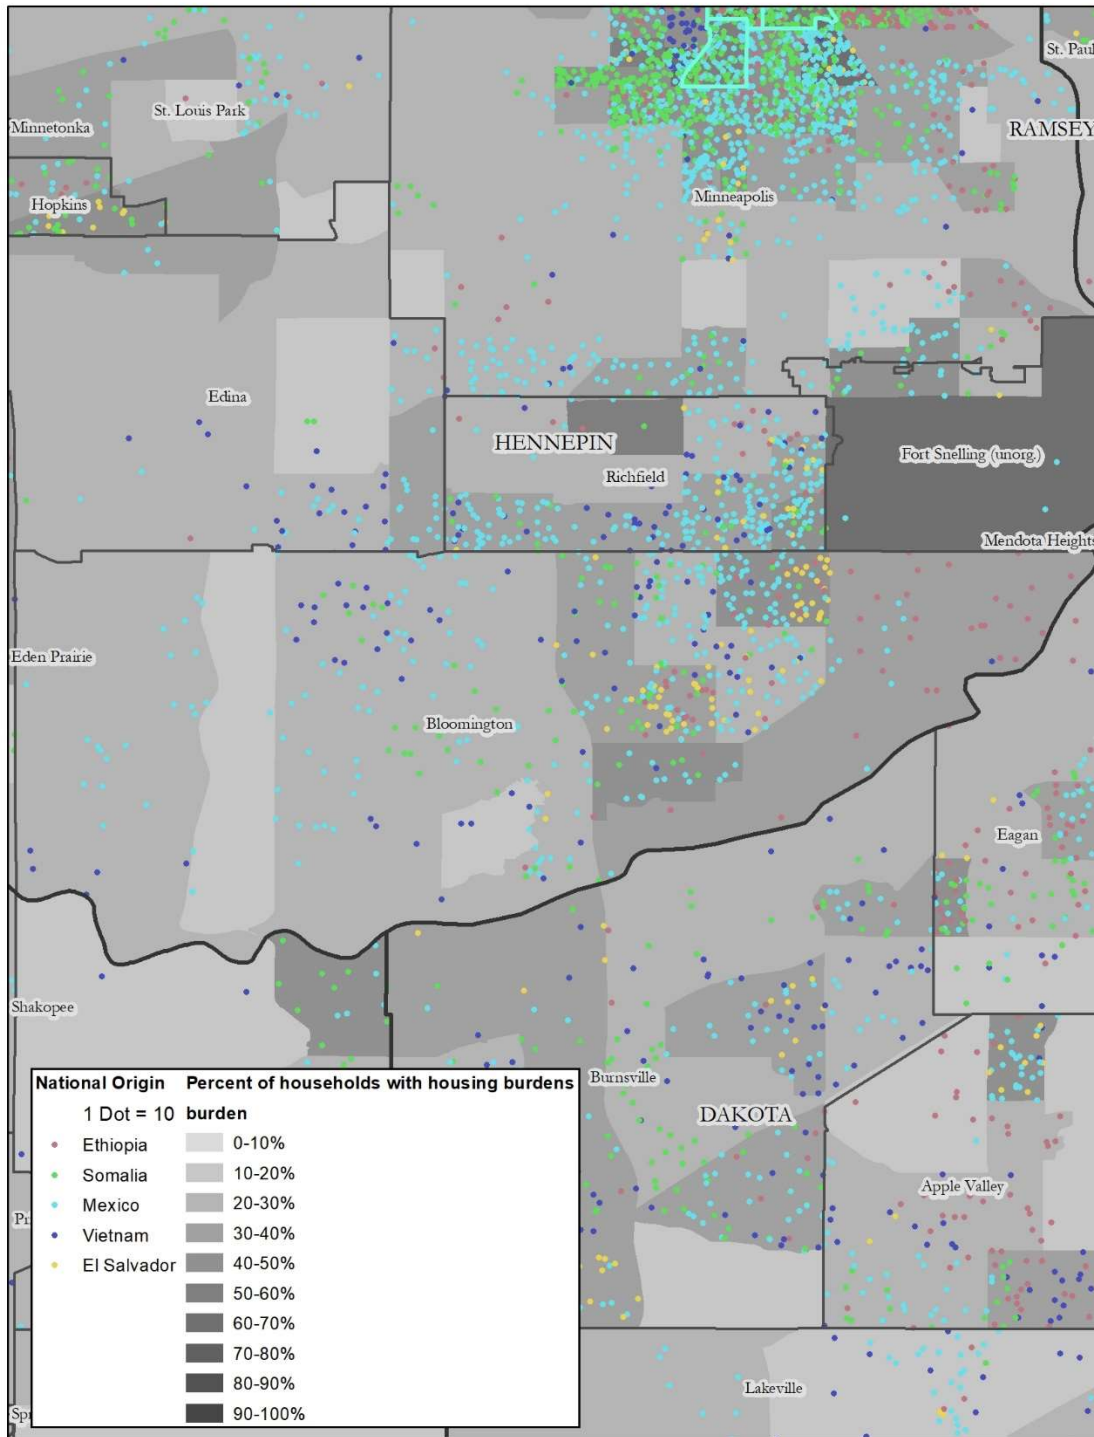 St. Paul
St. Louis Park
Minnetonka
RAMSEY
Hopkins
Minneapolis
Edina
HENNEPIN
Fort Snelling (unorg.)
Richfield
Mendota Heights
Eden Prairie
Bloomington
Eagan
Shakopee
National Origin Percent of households with housing burdens
1 Dot = 10 burden
Ethiopia 0-10%
Somalia 10-20%
Mexico 20-30%
Vietnam 30-40%
El Salvador 40-50%
50-60%
60-70%
70-80%
80-90%
90-100%
Burnsville
DAKOTA
Apple Valley
Pri
Lakeville
Spr